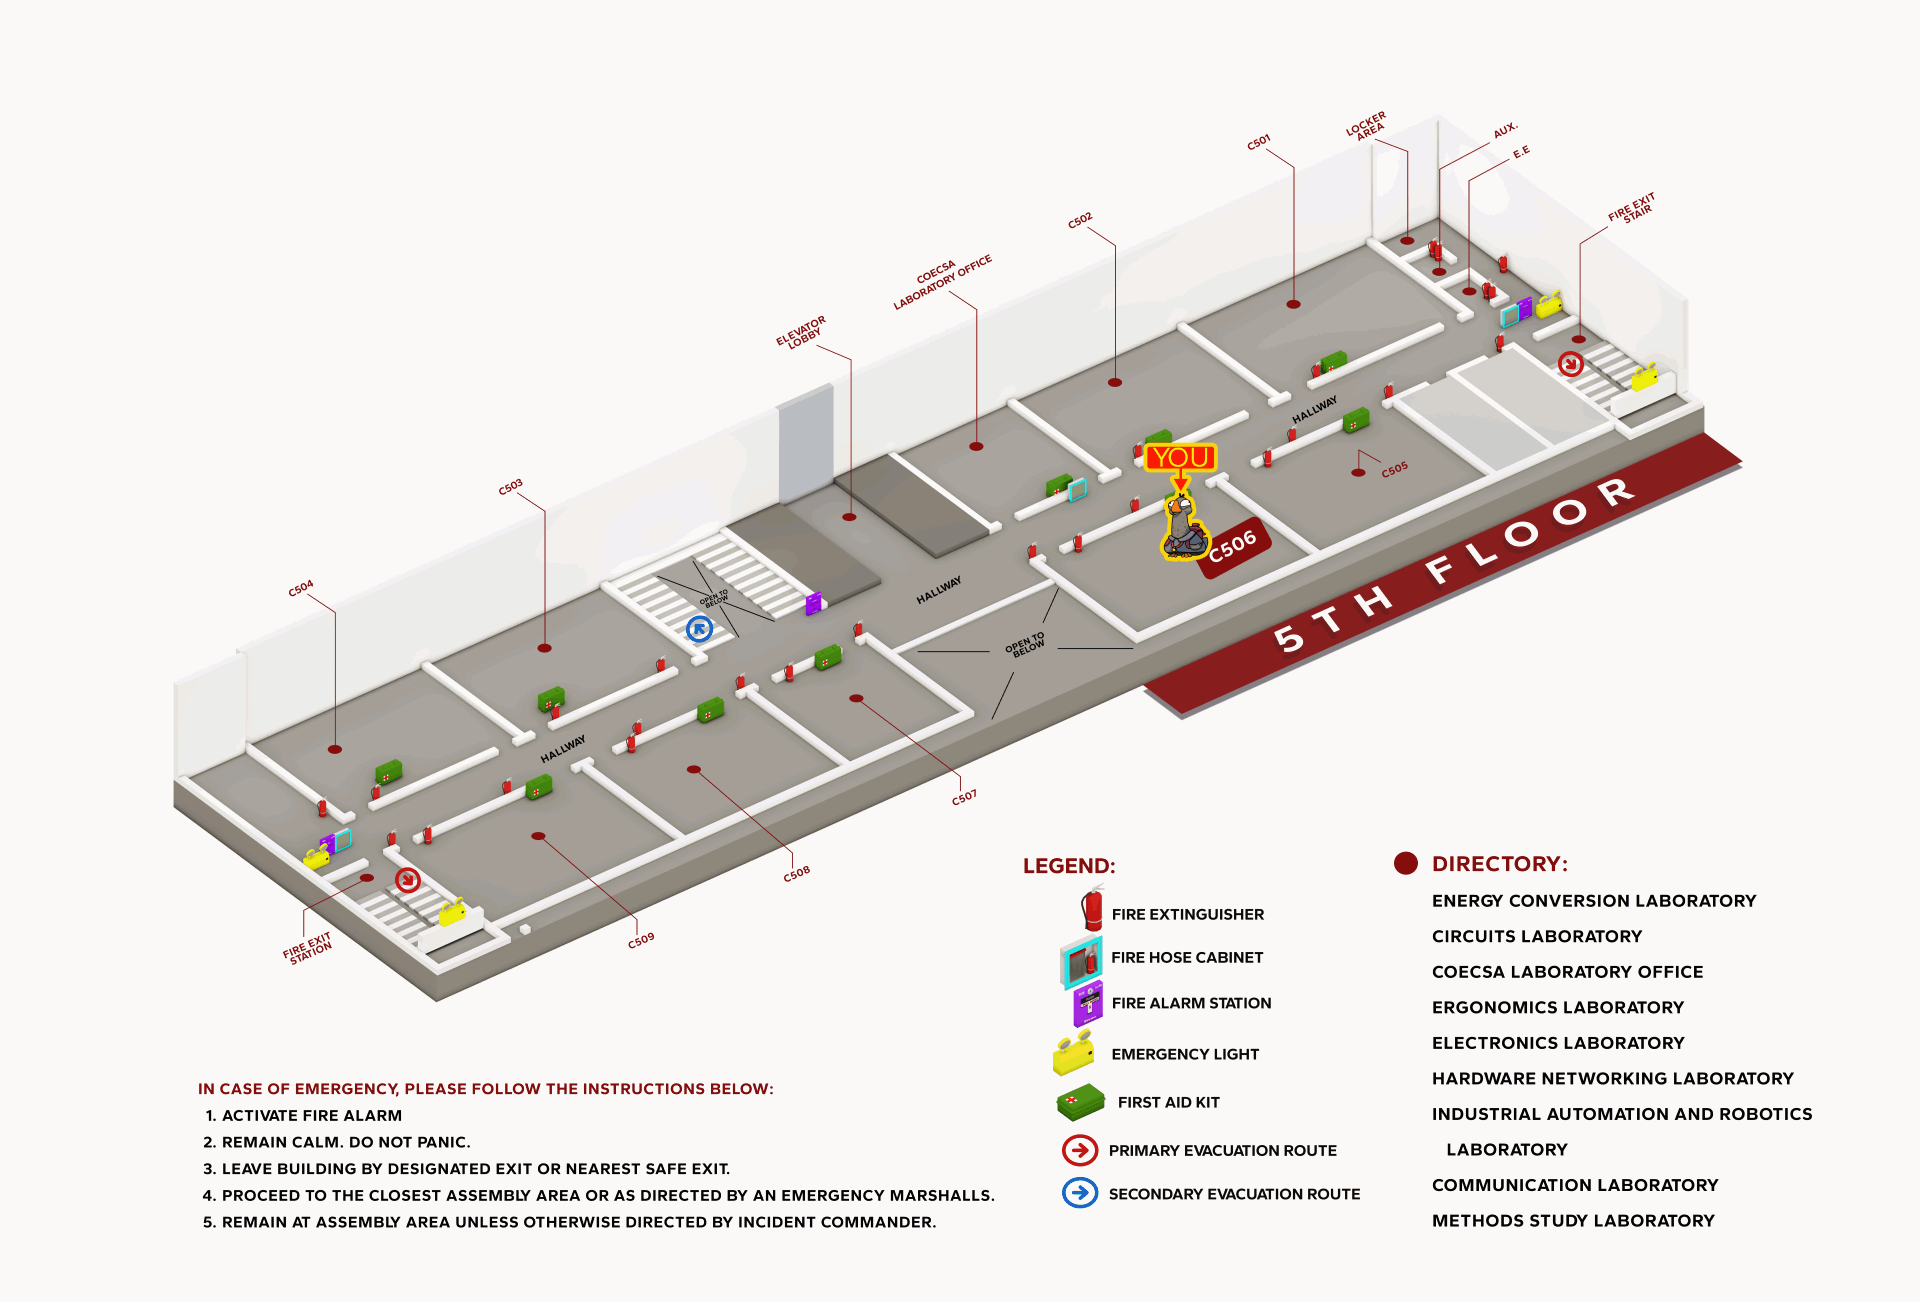 LOCKER
AREA
AUX.
E.E
C501
FIRE EXIT
STAIR
C502
COECSA
LABORATORY OFFICE
ELEVATOR
LOBBY
HALLWAY
YOU
C505
C503
C506
5TH FLOOR
OPEN TO
BELOW
HALLWAY
C504
OPEN TO
BELOW
HALLWAY
C507
C508
C509
FIRE EXIT
STATION
LEGEND:
FIRE EXTINGUISHER
FIRE HOSE CABINET
FIRE ALARM STATION
EMERGENCY LIGHT
FIRST AID KIT
PRIMARY EVACUATION ROUTE
SECONDARY EVACUATION ROUTE
DIRECTORY:
ENERGY CONVERSION LABORATORY
CIRCUITS LABORATORY
COECSA LABORATORY OFFICE
ERGONOMICS LABORATORY
ELECTRONICS LABORATORY
HARDWARE NETWORKING LABORATORY
INDUSTRIAL AUTOMATION AND ROBOTICS
LABORATORY
COMMUNICATION LABORATORY
METHODS STUDY LABORATORY
IN CASE OF EMERGENCY, PLEASE FOLLOW THE INSTRUCTIONS BELOW:
1. ACTIVATE FIRE ALARM
2. REMAIN CALM. DO NOT PANIC.
3. LEAVE BUILDING BY DESIGNATED EXIT OR NEAREST SAFE EXIT.
4. PROCEED TO THE CLOSEST ASSEMBLY AREA OR AS DIRECTED BY AN EMERGENCY MARSHALLS.
5. REMAIN AT ASSEMBLY AREA UNLESS OTHERWISE DIRECTED BY INCIDENT COMMANDER.